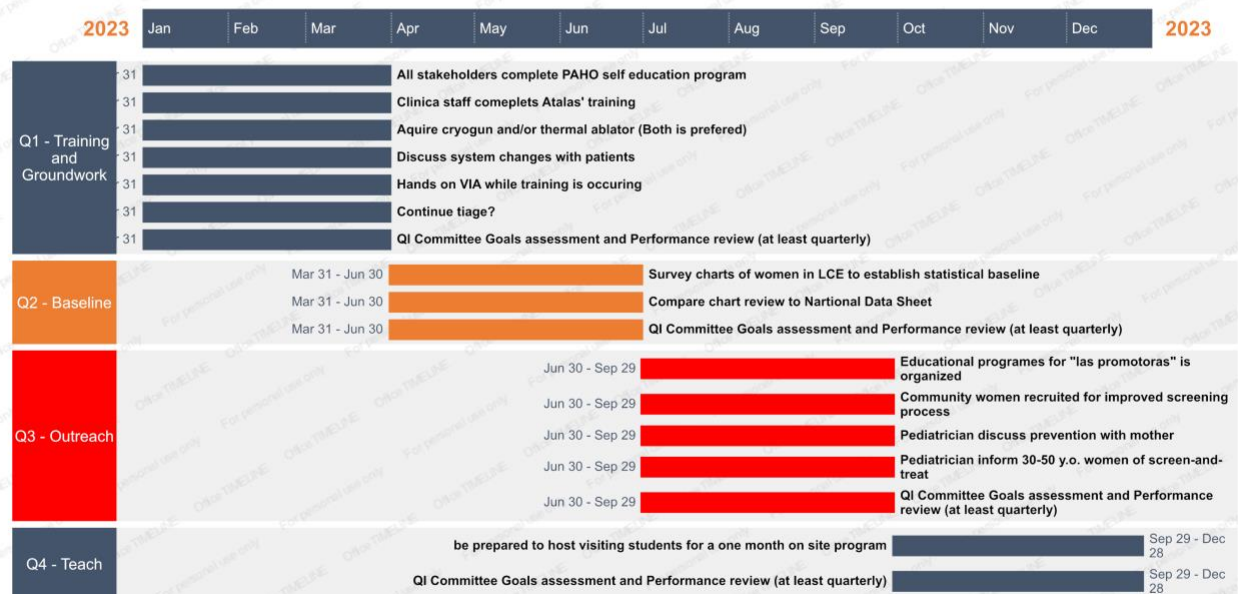 2023 Jan Feb Mar Apr May Jun Jul Aug Sep Oct Nov Dec 2023
Q1 - Training
and
Groundwork
31 All stakeholders complete PAHO self education program
31 Clinica staff comeplets Atalas' training
31 Aquire cryogun and/or thermal ablator (Both is prefered)
31 Discuss system changes with patients
31 Hands on VIA while training is occuring
31 Continue tiage?
31 QI Committee Goals assessment and Performance review (at least quarterly)
Q2 - Baseline
Mar 31 - Jun 30 Survey charts of women in LCE to establish statistical baseline
Mar 31 - Jun 30 Compare chart review to Nartional Data Sheet
Mar 31 - Jun 30 QI Committee Goals assessment and Performance review (at least quarterly)
Q3 - Outreach
Jun 30 - Sep 29 Educational programes for "las promotoras" is
organized
Jun 30 - Sep 29 Community women recruited for improved screening
process
Jun 30 - Sep 29 Pediatrician discuss prevention with mother
Jun 30 - Sep 29 Pediatrician inform 30-50 y.o. women of screen-and-
treat
Jun 30 - Sep 29 QI Committee Goals assessment and Performance
review (at least quarterly)
Q4 - Teach
be prepared to host visiting students for a one month on site program Sep 29 - Dec
28
QI Committee Goals assessment and Performance review (at least quarterly) Sep 29 - Dec
28
For personal use only
Office TIMELINE